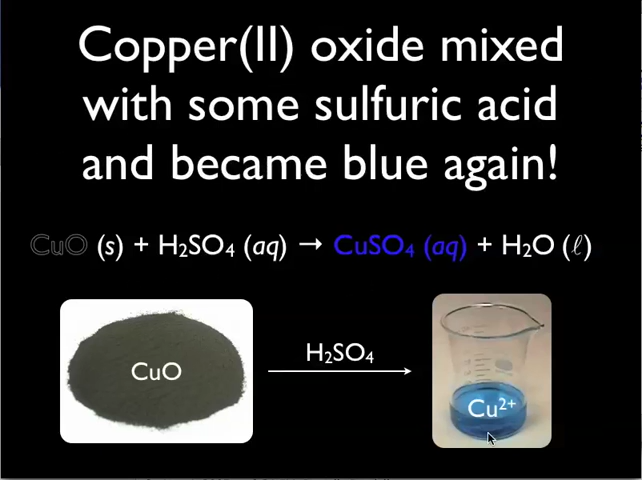 Copper(II) oxide mixed
with some sulfuric acid
and became blue again!
CuO (s) + H₂SO₄ (aq) → CuSO₄ (aq) + H₂O (ℓ)
H₂SO₄
CuO
Cu²⁺